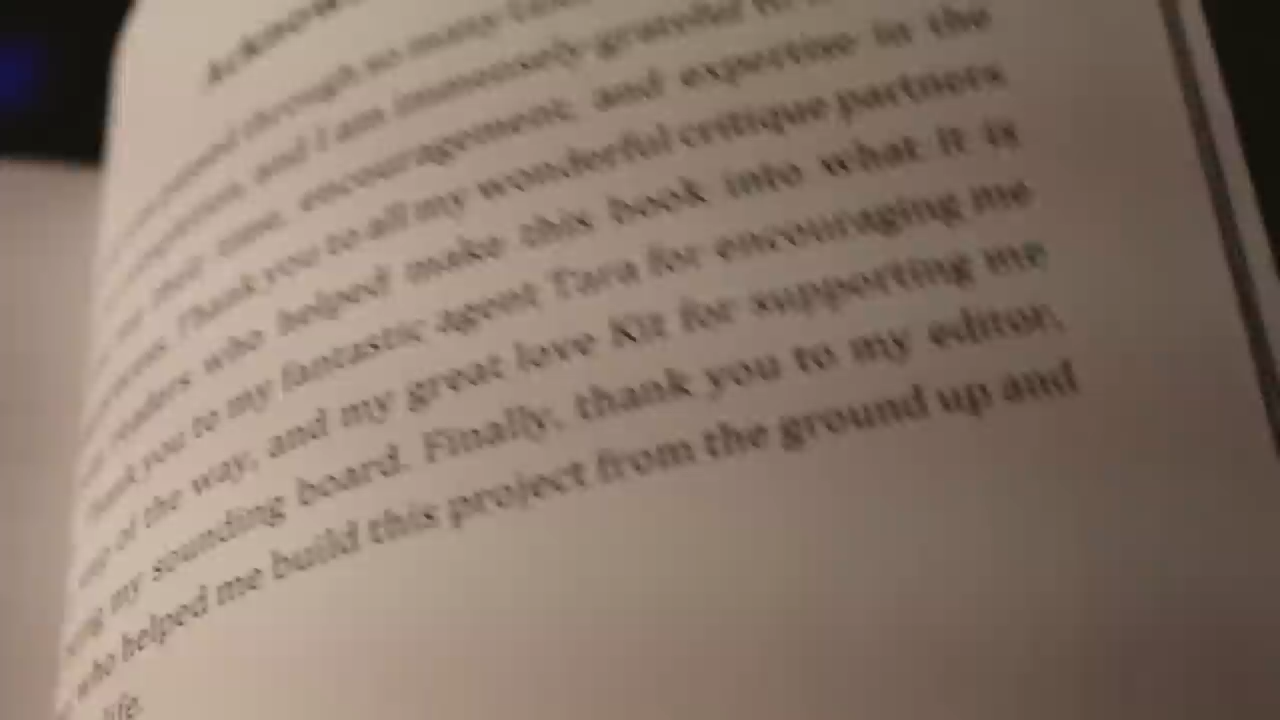 through so many
and I am immensely grateful
time, encouragement, and expertise in the
Thank you to all my wonderful critique partners
readers who helped make this book into what it is
thank you to my fantastic agent Tara for encouraging me
of the way, and my great love Kit for supporting me
my sounding board. Finally, thank you to my editor,
who helped me build this project from the ground up and
life.